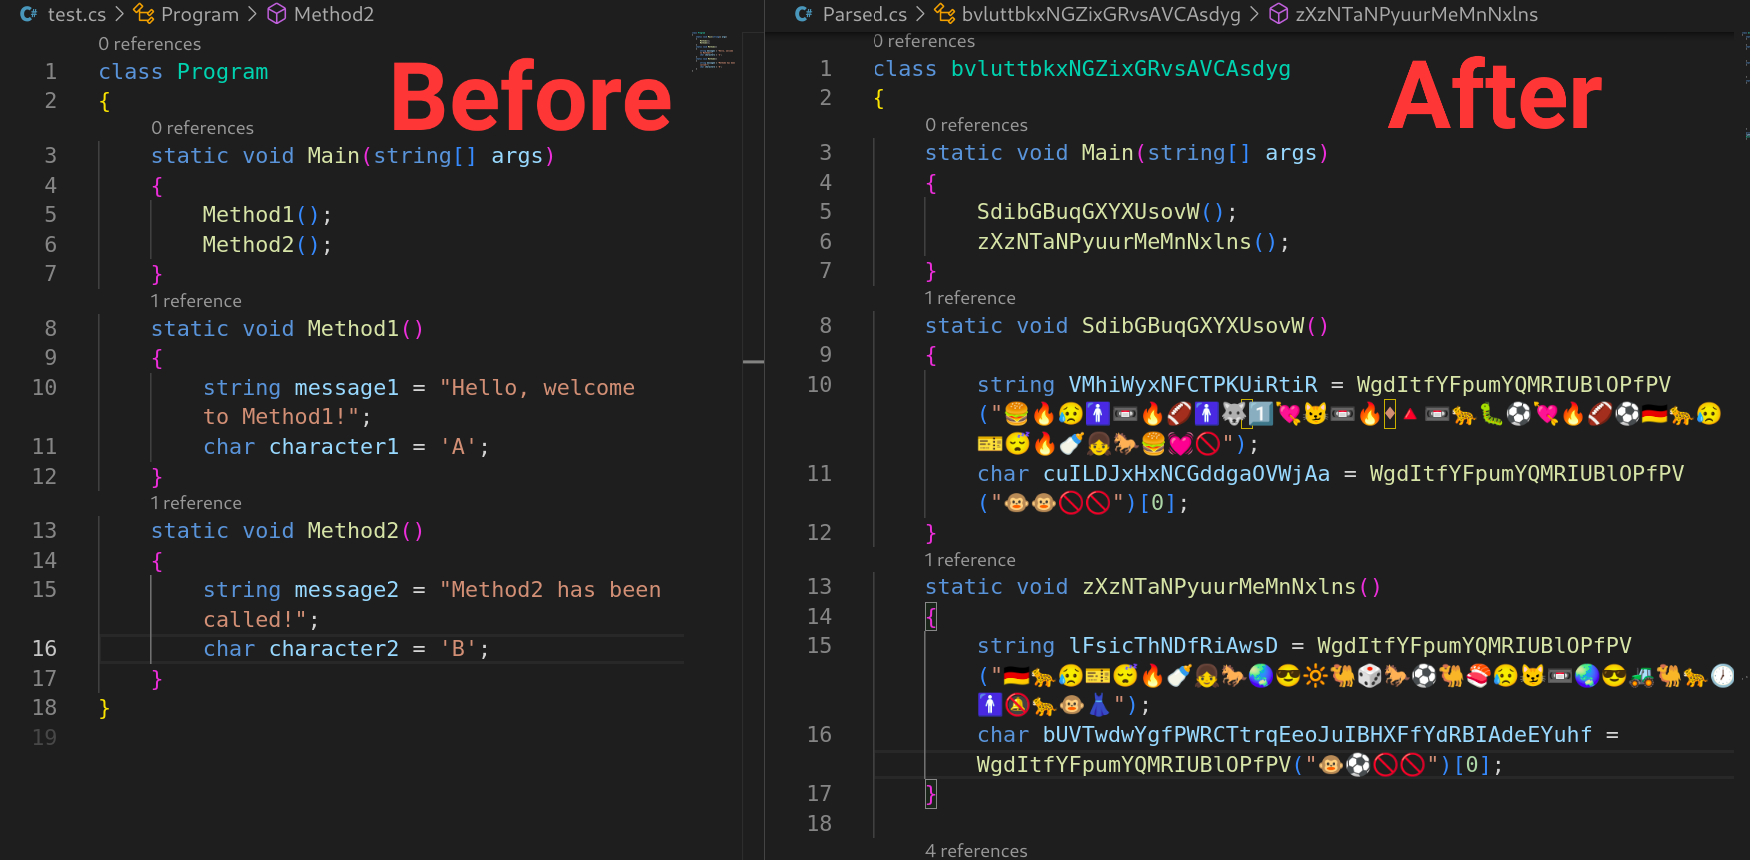 test.cs > Program > Method2
Before
0 references
1 class Program
2 {
0 references
3 static void Main(string[] args)
4 {
5 Method1();
6 Method2();
7 }
1 reference
8 static void Method1()
9 {
10 string message1 = "Hello, welcome
to Method1!";
11 char character1 = 'A';
12 }
1 reference
13 static void Method2()
14 {
15 string message2 = "Method2 has been
called!";
16 char character2 = 'B';
17 }
18 }
19
Parsed.cs > bvluttbkxNGZixGRvsAVCAsdyg > zXzNTaNPyuurMeMnNxlns
After
0 references
1 class bvluttbkxNGZixGRvsAVCAsdyg
2 {
0 references
3 static void Main(string[] args)
4 {
5 SdibGBuqGXYXUsovW();
6 zXzNTaNPyuurMeMnNxlns();
7 }
1 reference
8 static void SdibGBuqGXYXUsovW()
9 {
10 string VMhiWyxNFCTPKUiRtiR = WgdItfYFpumYQMRIUBlOPfPV
("🍔🔥😥🚹📼🔥🏈🚹🐺1️⃣💘😼📼🔥♦🔺📼🐆🐛⚽💘🔥🏈⚽🇩🇪🐆😥
🎫😴🔥🍼👧🐎🍔💓🚫");
11 char cuILDJxHxNCGddgaOVWjAa = WgdItfYFpumYQMRIUBlOPfPV
("🐵🐵🚫🚫")[0];
12 }
1 reference
13 static void zXzNTaNPyuurMeMnNxlns()
14 {
15 string lFsicThNDfRiAwsD = WgdItfYFpumYQMRIUBlOPfPV
("🇩🇪🐆😥🎫😴🔥🍼👧🐎🌏😎🔆🐫🎲🐎⚽🐫🍣😥😼📼🌏😎🚜🐫🐆🕖
🚹🔕🐆🐵👗");
16 char bUVTwdwYgfPWRCTtrqEeoJuIBHXFfYdRBIAdeEYuhf =
WgdItfYFpumYQMRIUBlOPfPV("🐵⚽🚫🚫")[0];
17 }
18
4 references